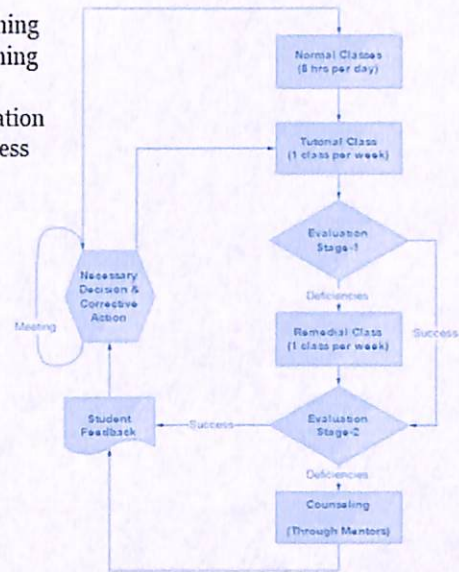 ning
ning
ation
ess
Normal Classes
(8 hrs per day)
Tutorial Class
(1 class per week)
Evaluation
Stage-1
Deficiencies
Success
Remedial Class
(1 class per week)
Evaluation
Stage-2
Success
Deficiencies
Counseling
(Through Mentors)
Student
Feedback
Necessary
Decision &
Corrective
Action
Meeting